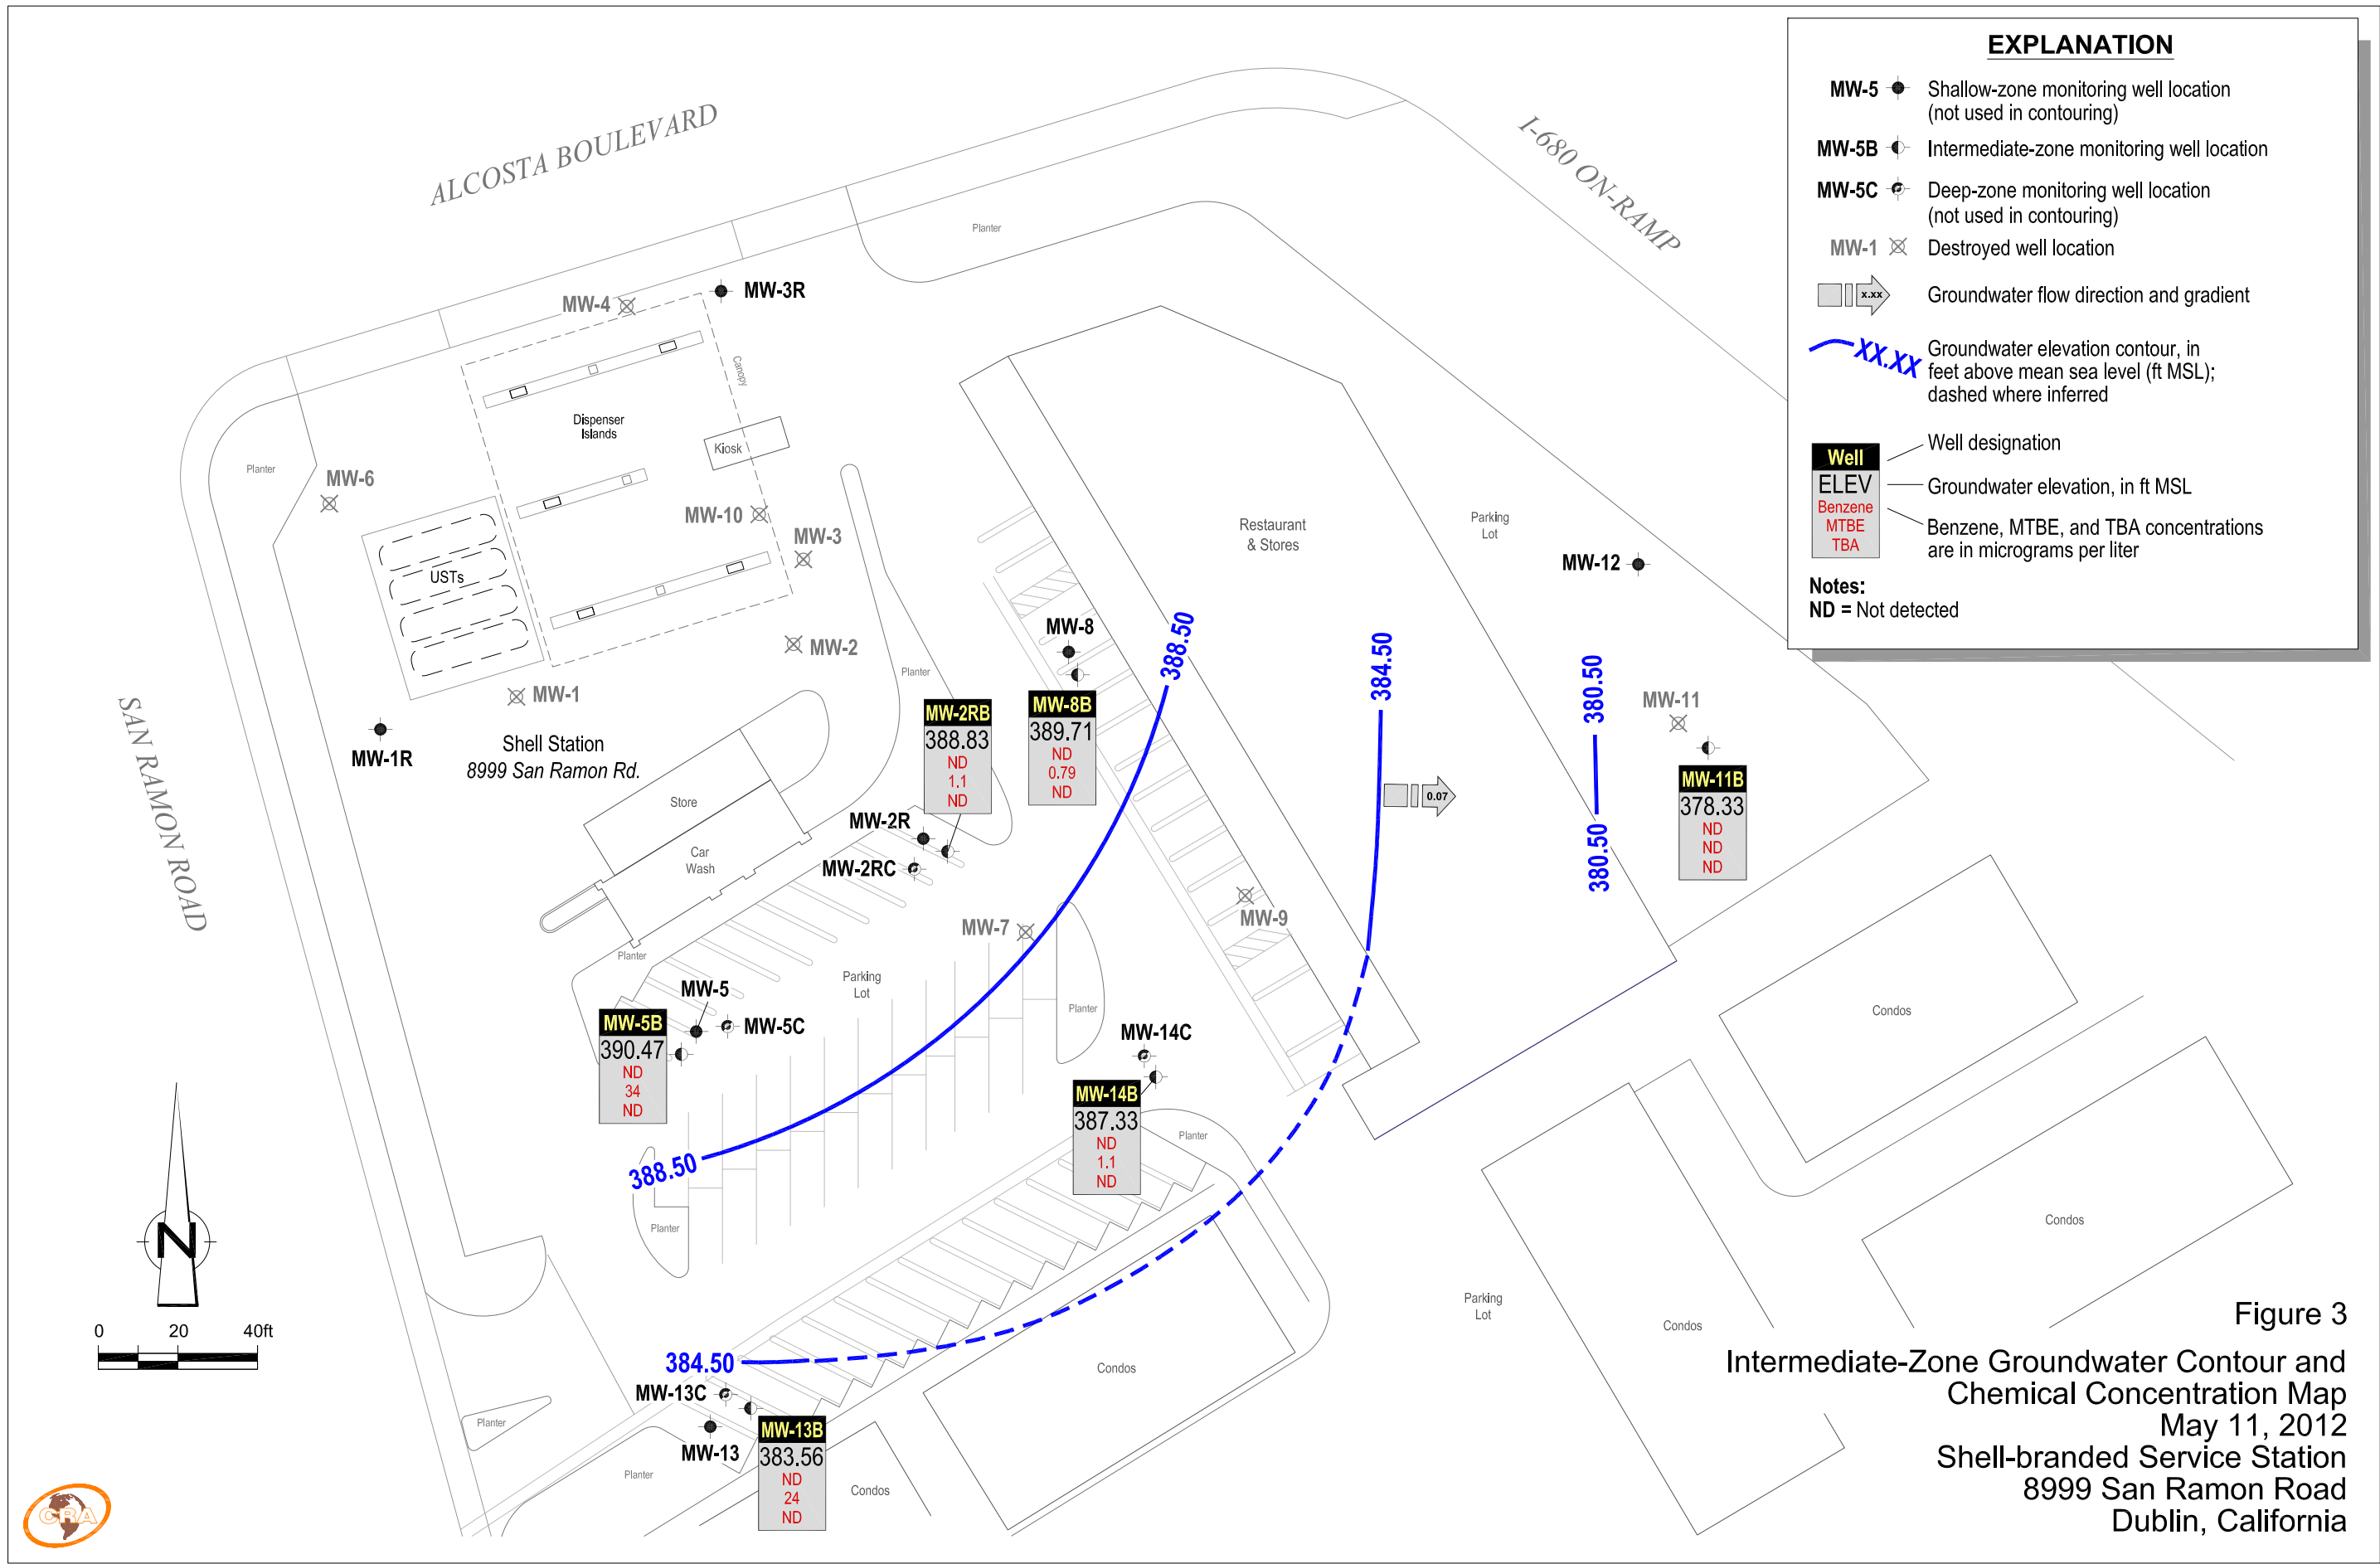 EXPLANATION
MW-5 Shallow-zone monitoring well location
(not used in contouring)
MW-5B Intermediate-zone monitoring well location
MW-5C Deep-zone monitoring well location
(not used in contouring)
MW-1 Destroyed well location
x.xx Groundwater flow direction and gradient
XX.XX Groundwater elevation contour, in
feet above mean sea level (ft MSL);
dashed where inferred
Well
ELEV
Benzene
MTBE
TBA
Well designation
Groundwater elevation, in ft MSL
Benzene, MTBE, and TBA concentrations
are in micrograms per liter
Notes:
ND = Not detected
ALCOSTA BOULEVARD
I-680 ON-RAMP
SAN RAMON ROAD
Planter
MW-4
MW-3R
Canopy
Dispenser
Islands
Kiosk
Planter
MW-6
MW-10
MW-3
USTs
MW-2
MW-1
MW-1R
Shell Station
8999 San Ramon Rd.
Restaurant
& Stores
Parking
Lot
MW-12
MW-8
388.50
384.50
380.50
MW-11
Planter
MW-2RB
388.83
ND
1.1
ND
MW-8B
389.71
ND
0.79
ND
0.07
MW-11B
378.33
ND
ND
ND
380.50
Store
Car
Wash
MW-2R
MW-2RC
MW-7
MW-9
Planter
Parking
Lot
MW-5
MW-5C
MW-5B
390.47
ND
34
ND
Planter
MW-14C
MW-14B
387.33
ND
1.1
ND
Planter
388.50
Planter
Condos
Condos
Condos
Parking
Lot
Condos
384.50
MW-13C
MW-13
MW-13B
383.56
ND
24
ND
Planter
Planter
Condos
N
0 20 40ft
CRA
Figure 3
Intermediate-Zone Groundwater Contour and
Chemical Concentration Map
May 11, 2012
Shell-branded Service Station
8999 San Ramon Road
Dublin, California